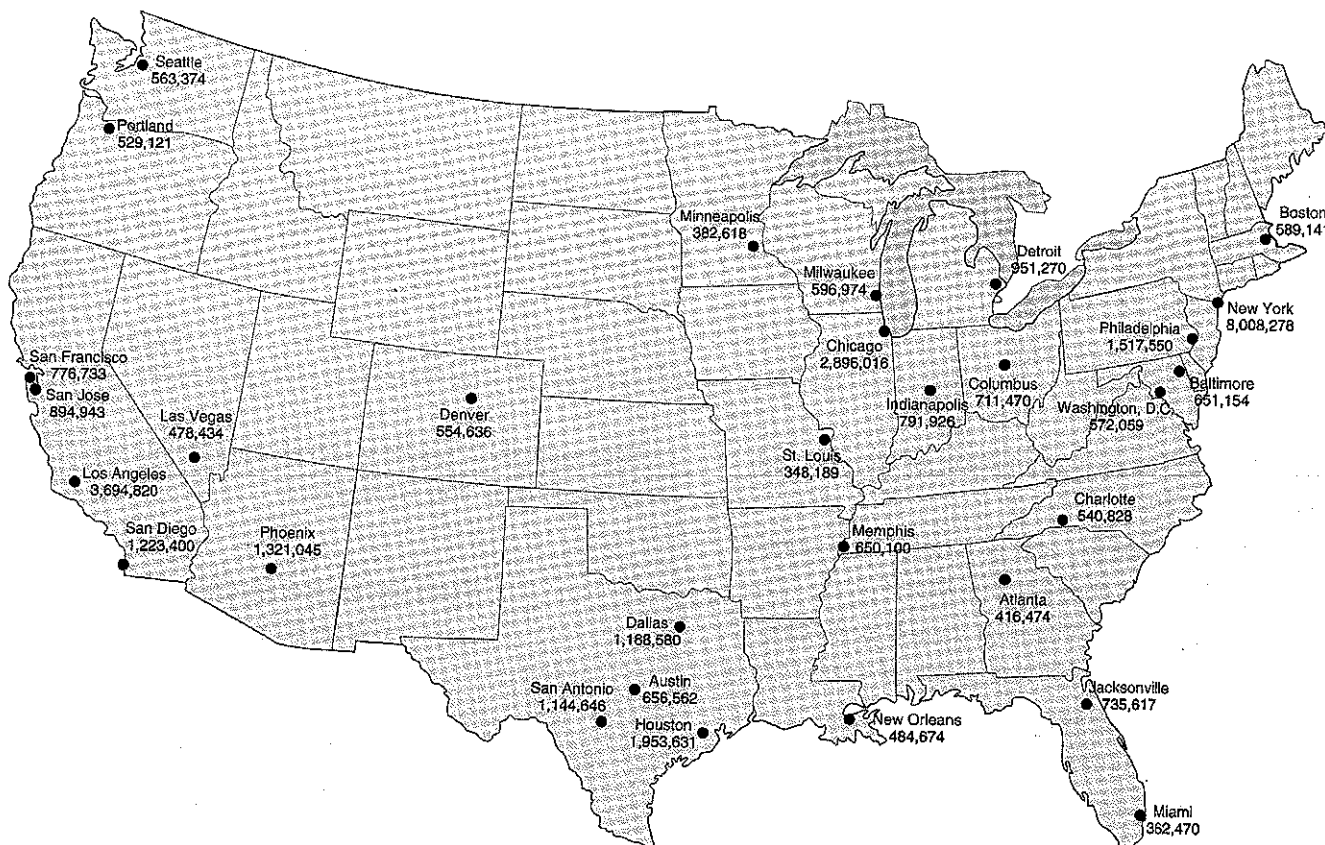 Seattle
563,374
Portland
529,121
Minneapolis
382,618
Boston
589,141
Detroit
951,270
Milwaukee
596,974
New York
8,008,278
Philadelphia
1,517,550
Chicago
2,896,016
San Francisco
776,733
San Jose
894,943
Las Vegas
478,434
Denver
554,636
Columbus
711,470
Indianapolis
791,926
Baltimore
651,154
Washington, D.C.
572,059
St. Louis
348,189
Los Angeles
3,694,820
San Diego
1,223,400
Phoenix
1,321,045
Charlotte
540,828
Memphis
650,100
Atlanta
416,474
Dallas
1,188,580
Austin
656,562
San Antonio
1,144,646
Houston
1,953,631
New Orleans
484,674
Jacksonville
735,617
Miami
362,470